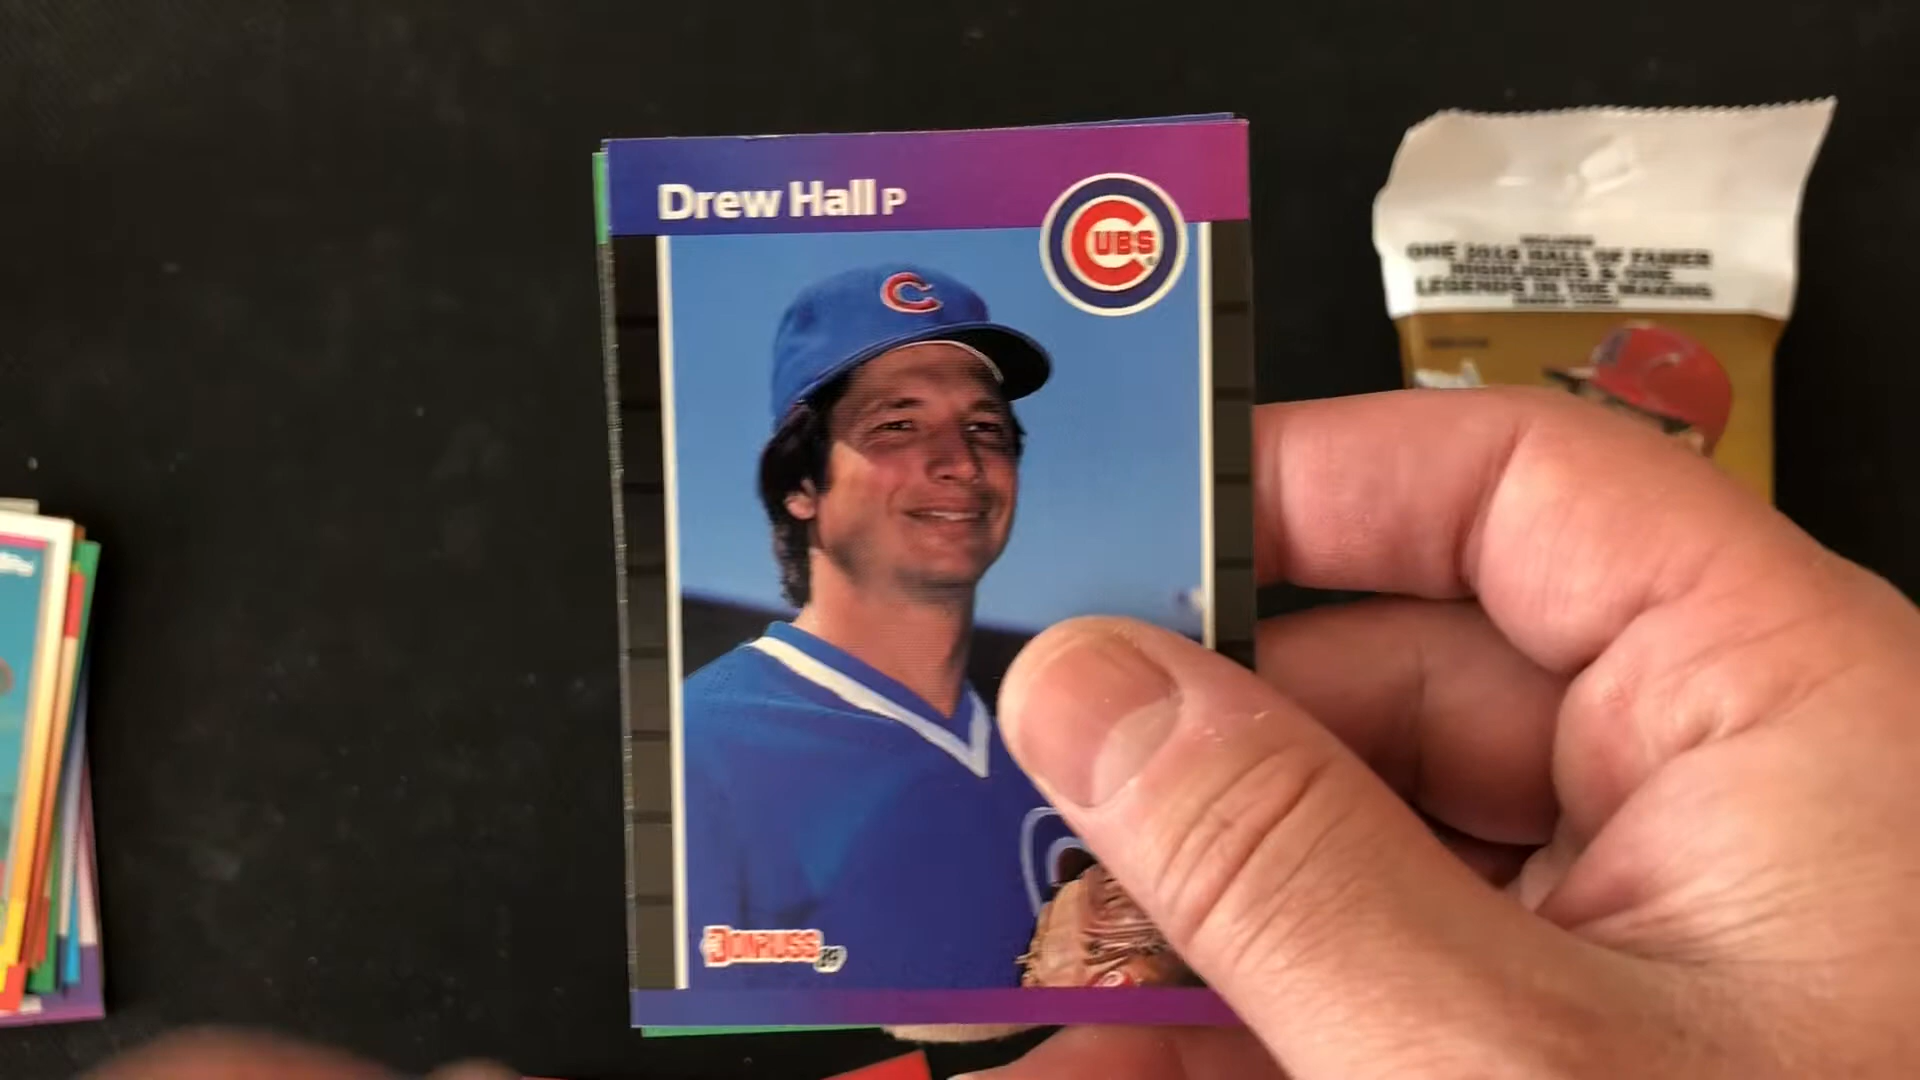 Drew Hall P
CUBS
C
DONRUSS 89
ONE 2018 HALL OF FAMER
HIGHLIGHTS & ONE
LEGENDS IN THE MAKING